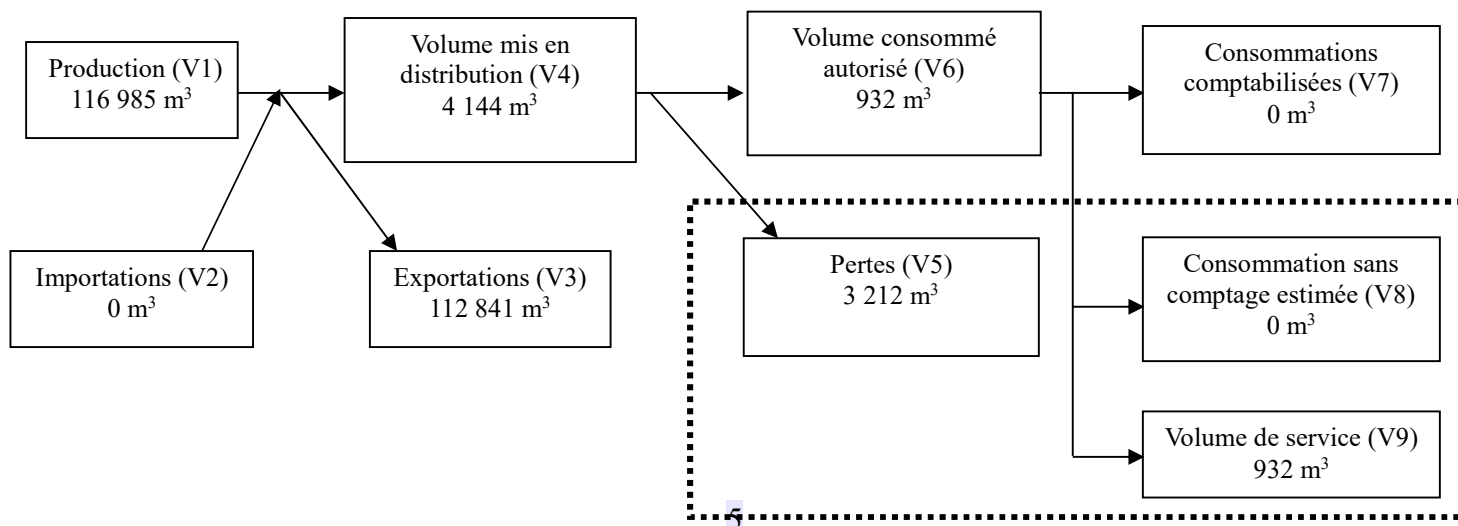 Production (V1)
116 985 m³
Volume mis en
distribution (V4)
4 144 m³
Volume consommé
autorisé (V6)
932 m³
Consommations
comptabilisées (V7)
0 m³
Importations (V2)
0 m³
Exportations (V3)
112 841 m³
Pertes (V5)
3 212 m³
Consommation sans
comptage estimée (V8)
0 m³
Volume de service (V9)
932 m³
5